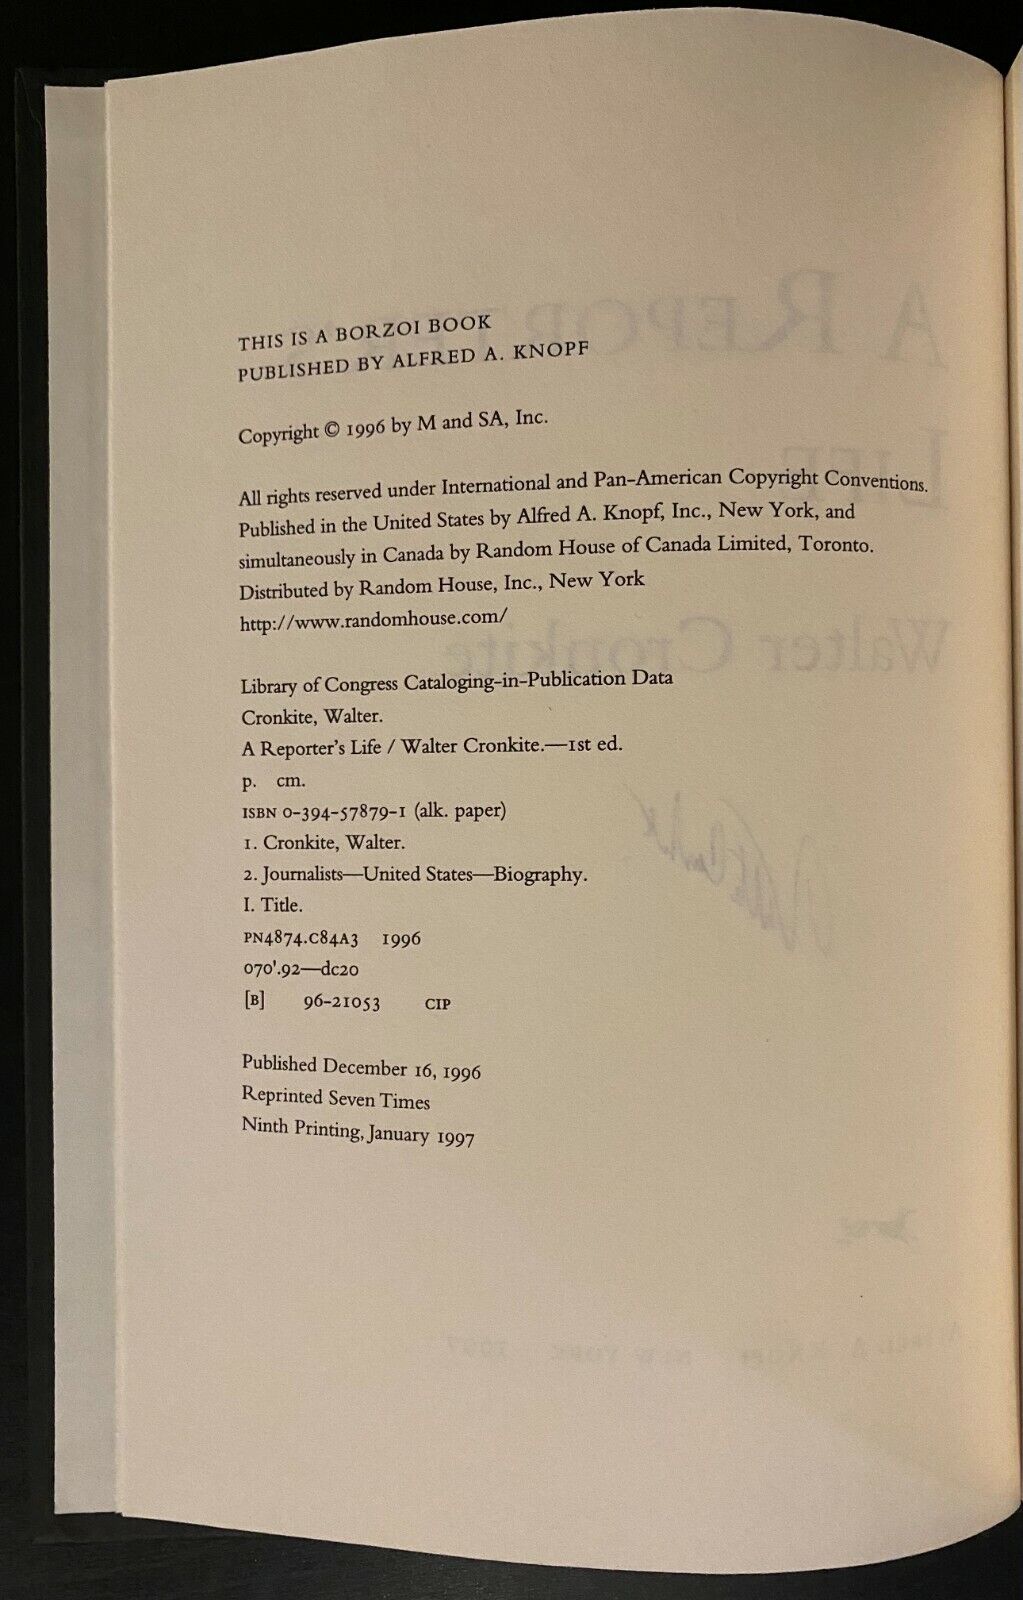 THIS IS A BORZOI BOOK
PUBLISHED BY ALFRED A. KNOPF
Copyright © 1996 by M and SA, Inc.
All rights reserved under International and Pan-American Copyright Conventions.
Published in the United States by Alfred A. Knopf, Inc., New York, and
simultaneously in Canada by Random House of Canada Limited, Toronto.
Distributed by Random House, Inc., New York
http://www.randomhouse.com/
Library of Congress Cataloging-in-Publication Data
Cronkite, Walter.
A Reporter's Life / Walter Cronkite.—1st ed.
p. cm.
ISBN 0-394-57879-1 (alk. paper)
1. Cronkite, Walter.
2. Journalists—United States—Biography.
I. Title.
PN4874.C84A3 1996
070'.92—dc20
[B] 96-21053 CIP
Published December 16, 1996
Reprinted Seven Times
Ninth Printing, January 1997
A REPOR
LIFE
Walter Cronkite